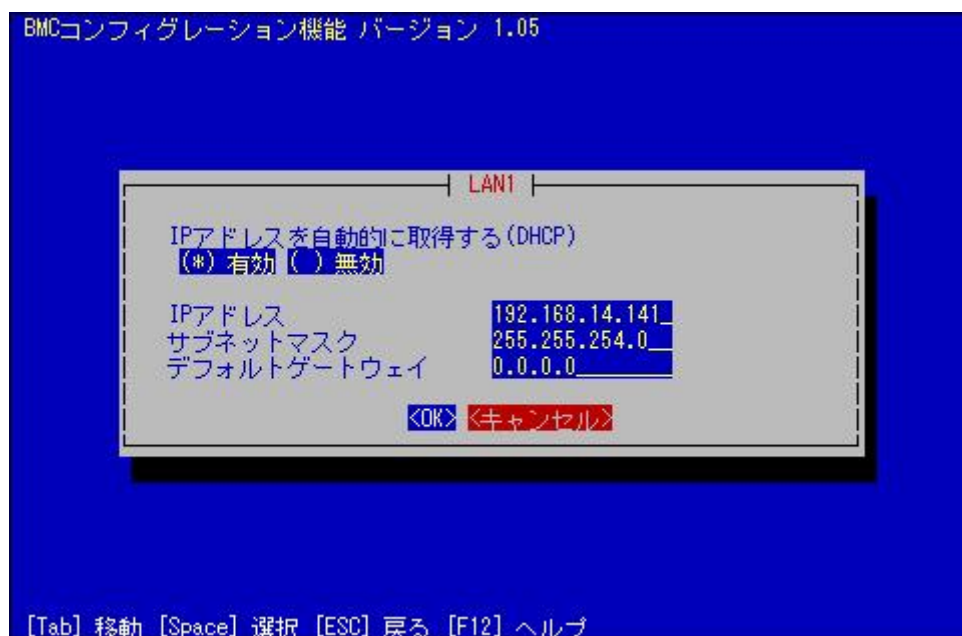 BMCコンフィグレーション機能 バージョン 1.05
LAN1
IPアドレスを自動的に取得する(DHCP)
(*) 有効 ( ) 無効
IPアドレス 192.168.14.141_
サブネットマスク 255.255.254.0__
デフォルトゲートウェイ 0.0.0.0________
<OK> <キャンセル>
[Tab] 移動 [Space] 選択 [ESC] 戻る [F12] ヘルプ